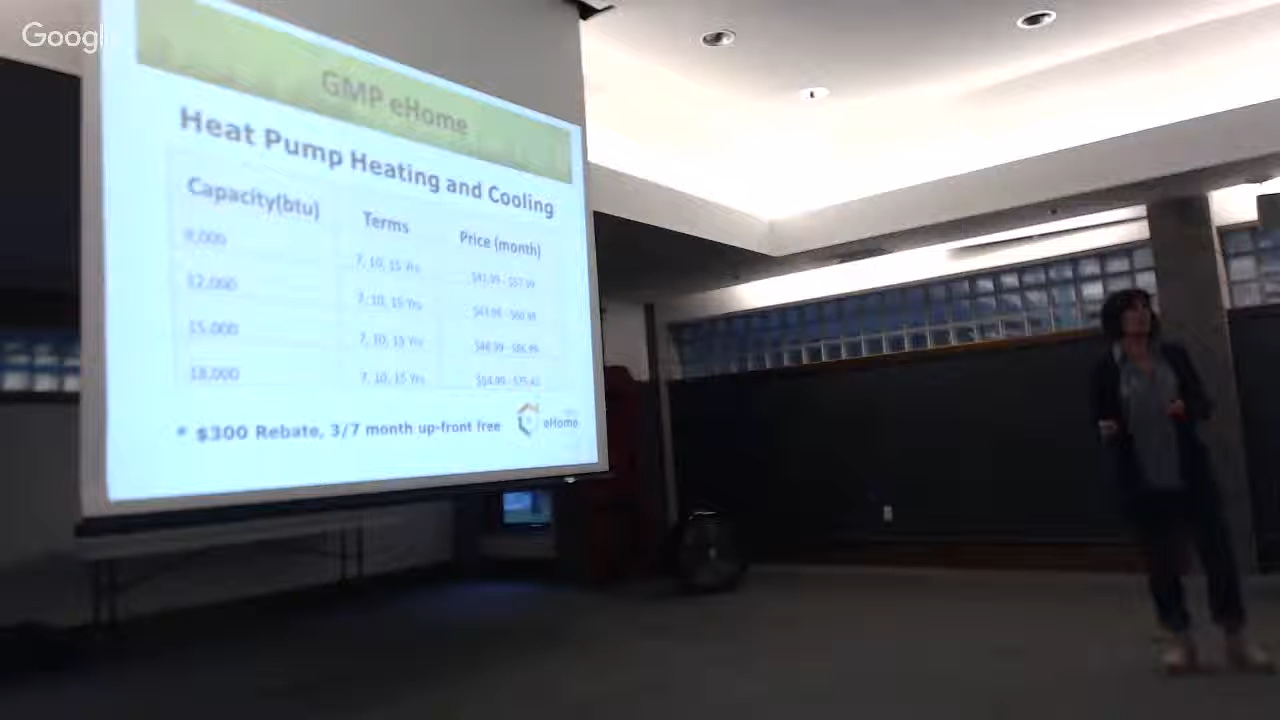 Google
GMP eHome
Heat Pump Heating and Cooling
Capacity(btu) Terms Price (month)
9,000 7, 10, 15 Yrs
12,000 7, 10, 15 Yrs
15,000 7, 10, 15 Yrs
18,000 7, 10, 15 Yrs
* $300 Rebate, 3/7 month up-front free
eHome